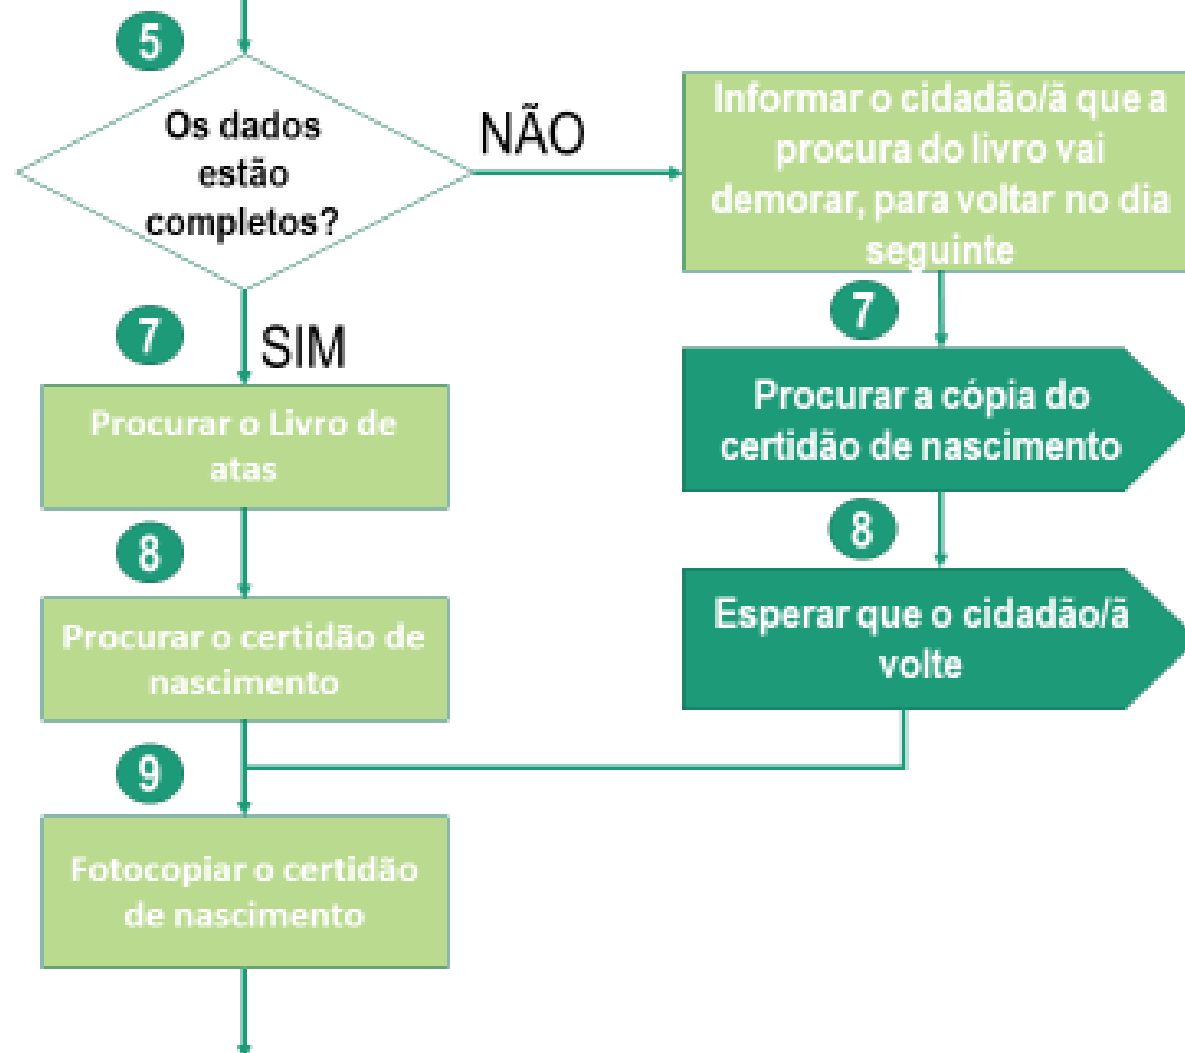 5
Os dados
estão
completos?
NÃO
Informar o cidadão/ã que a
procura do livro vai
demorar, para voltar no dia
seguinte
7
SIM
7
Procurar o Livro de
atas
Procurar a cópia do
certidão de nascimento
8
8
Procurar o certidão de
nascimento
Esperar que o cidadão/ã
volte
9
Fotocopiar o certidão
de nascimento